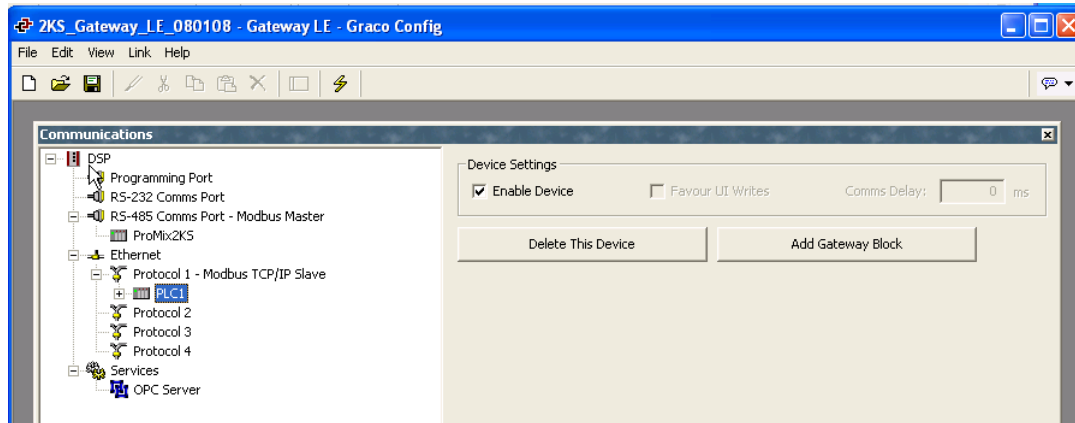 2KS_Gateway_LE_080108 - Gateway LE - Graco Config
File Edit View Link Help
Communications
DSP
Programming Port
RS-232 Comms Port
RS-485 Comms Port - Modbus Master
ProMix2KS
Ethernet
Protocol 1 - Modbus TCP/IP Slave
PLC1
Protocol 2
Protocol 3
Protocol 4
Services
OPC Server
Device Settings
Enable Device Favour UI Writes Comms Delay: 0 ms
Delete This Device Add Gateway Block